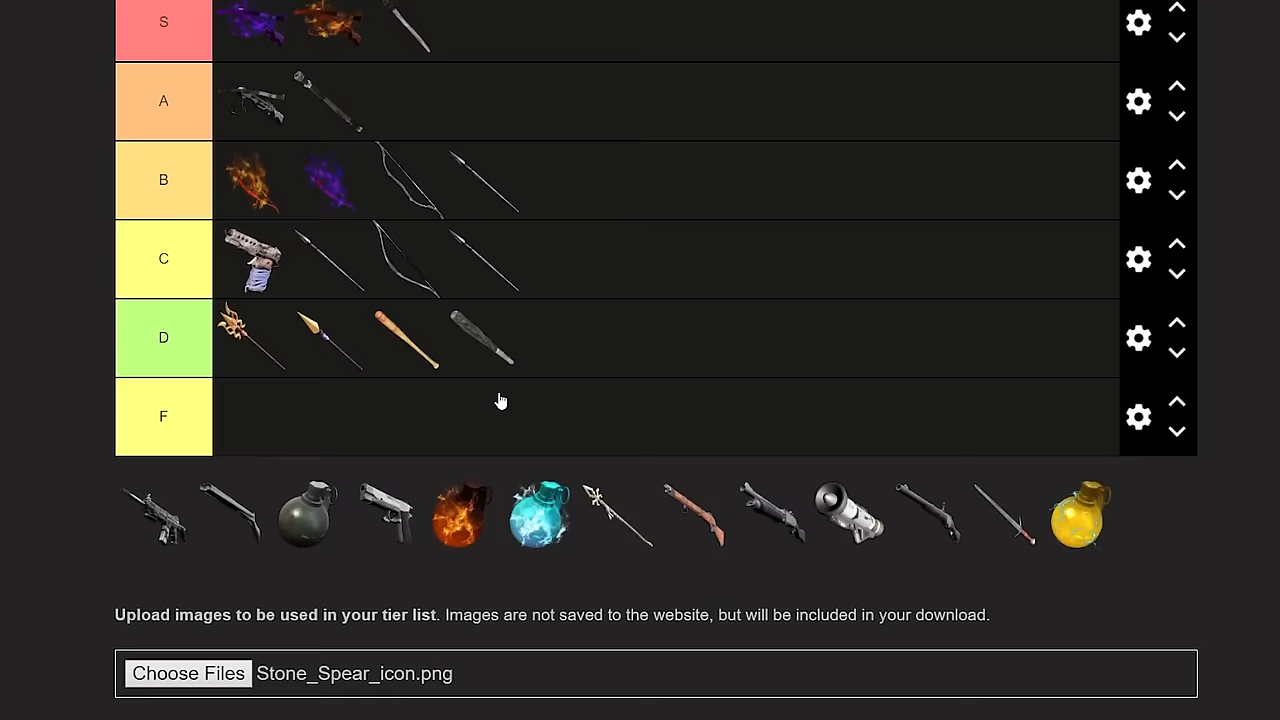 S
A
B
C
D
F
Upload images to be used in your tier list. Images are not saved to the website, but will be included in your download.
Choose Files Stone_Spear_icon.png